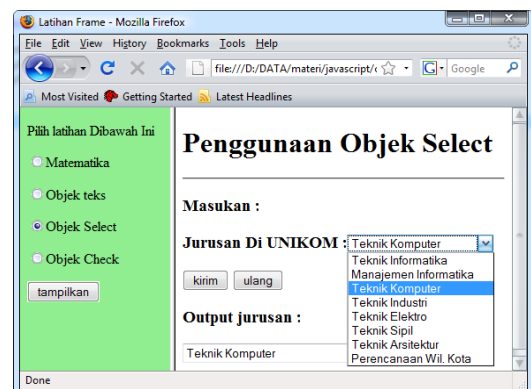 Latihan Frame - Mozilla Firefox
File Edit View History Bookmarks Tools Help
file:///D:/DATA/materi/javascript/ G Google
Most Visited Getting Started Latest Headlines
Pilih latihan Dibawah Ini
Matematika
Objek teks
Objek Select
Objek Check
tampilkan
Penggunaan Objek Select
Masukan :
Jurusan Di UNIKOM : Teknik Komputer
Teknik Informatika
Manajemen Informatika
Teknik Komputer
Teknik Industri
Teknik Elektro
Teknik Sipil
Teknik Arsitektur
Perencanaan Wil. Kota
kirim ulang
Output jurusan :
Teknik Komputer
Done